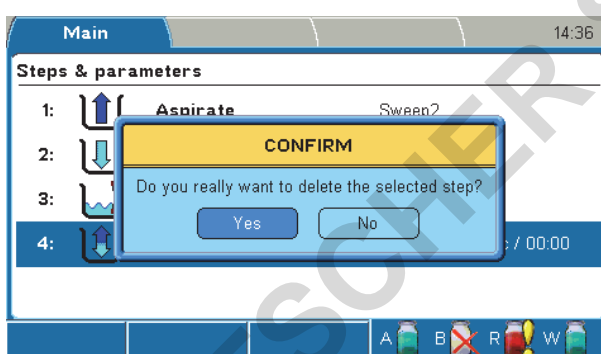 Main 14:36
Steps & parameters
1: Aspirate Sweep2
2:
CONFIRM
Do you really want to delete the selected step?
3:
Yes No
4: / 00:00
A B R W